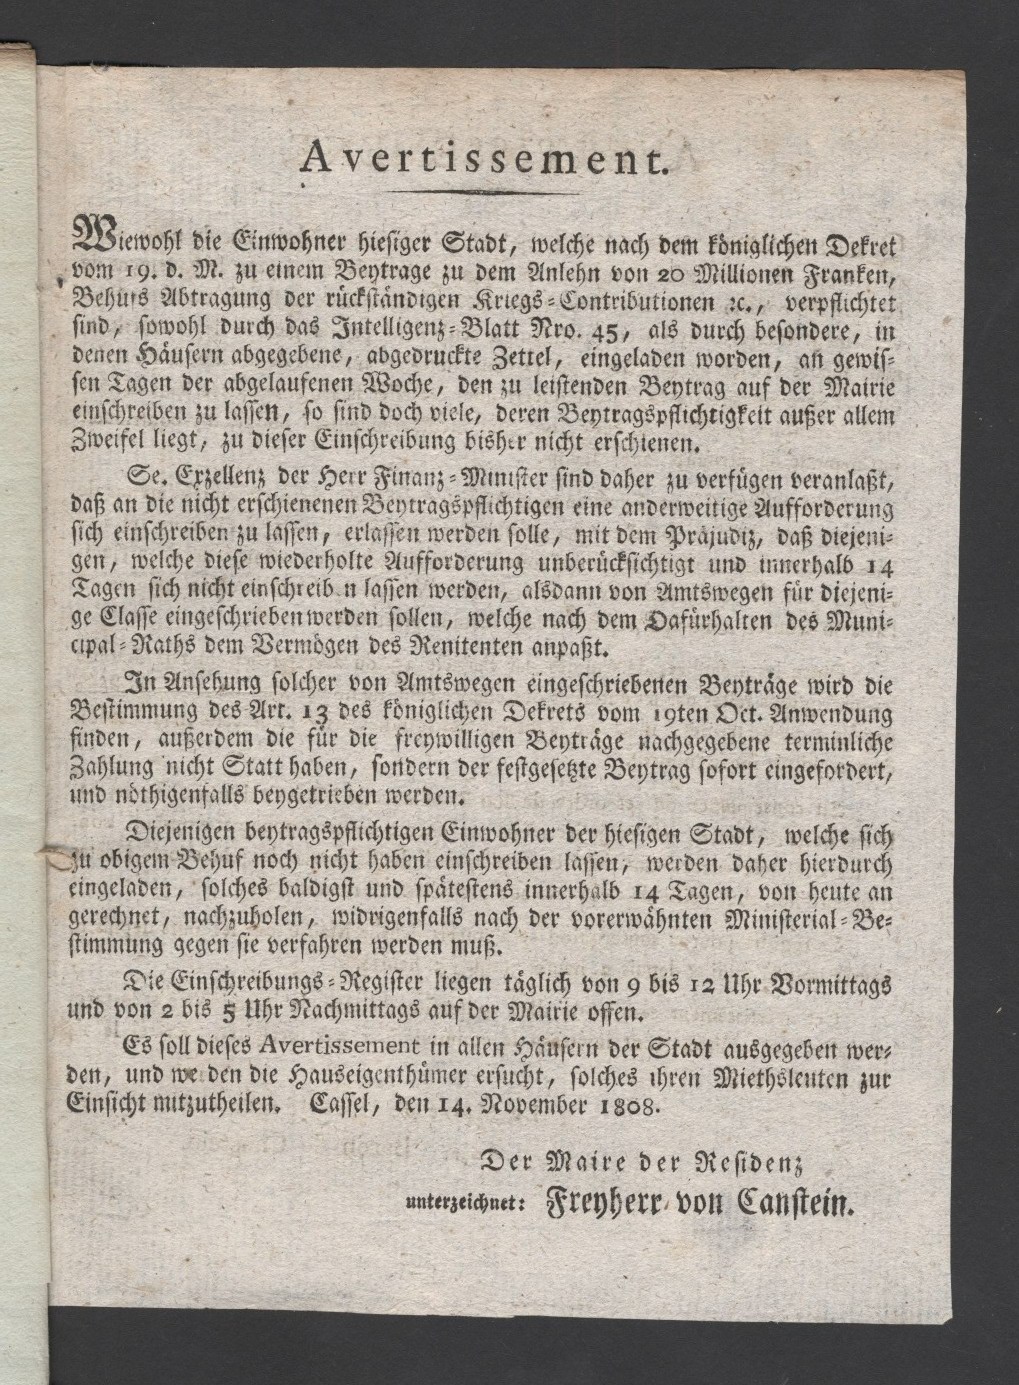 Avertissement.
Wiewohl die Einwohner hiesiger Stadt, welche nach dem königlichen Dekret
vom 19. d. M. zu einem Beytrage zu dem Anlehn von 20 Millionen Franken,
Behufs Abtragung der rückständigen Kriegs-Contributionen ꝛc., verpflichtet
sind, sowohl durch das Intelligenz-Blatt Nro. 45, als durch besondere, in
denen Häusern abgegebene, abgedruckte Zettel, eingeladen worden, an gewis-
sen Tagen der abgelaufenen Woche, den zu leistenden Beytrag auf der Mairie
einschreiben zu lassen, so sind doch viele, deren Beytragspflichtigkeit außer allem
Zweifel liegt, zu dieser Einschreibung bisher nicht erschienen.
Se. Exzellenz der Herr Finanz-Minister sind daher zu verfügen veranlaßt,
daß an die nicht erschienenen Beytragspflichtigen eine anderweitige Aufforderung
sich einschreiben zu lassen, erlassen werden solle, mit dem Präjudiz, daß diejeni-
gen, welche diese wiederholte Aufforderung unberücksichtigt und innerhalb 14
Tagen sich nicht einschreib n lassen werden, alsdann von Amtswegen für diejeni-
ge Classe eingeschrieben werden sollen, welche nach dem Dafürhalten des Muni-
cipal-Raths dem Vermögen des Renitenten anpaßt.
In Ansehung solcher von Amtswegen eingeschriebenen Beyträge wird die
Bestimmung des Art. 13 des königlichen Dekrets vom 19ten Oct. Anwendung
finden, außerdem die für die freywilligen Beyträge nachgegebene terminliche
Zahlung nicht Statt haben, sondern der festgesetzte Beytrag sofort eingefordert,
und nöthigenfalls beygetrieben werden.
Diejenigen beytragspflichtigen Einwohner der hiesigen Stadt, welche sich
zu obigem Behuf noch nicht haben einschreiben lassen, werden daher hierdurch
eingeladen, solches baldigst und spätestens innerhalb 14 Tagen, von heute an
gerechnet, nachzuholen, widrigenfalls nach der vorerwähnten Ministerial-Be-
stimmung gegen sie verfahren werden muß.
Die Einschreibungs-Register liegen täglich von 9 bis 12 Uhr Vormittags
und von 2 bis 5 Uhr Nachmittags auf der Mairie offen.
Es soll dieses Avertissement in allen Häusern der Stadt ausgegeben wer-
den, und we den die Hauseigenthümer ersucht, solches ihren Miethsleuten zur
Einsicht mitzutheilen. Cassel, den 14. November 1808.
Der Maire der Residenz
unterzeichnet: Freyherr von Canstein.